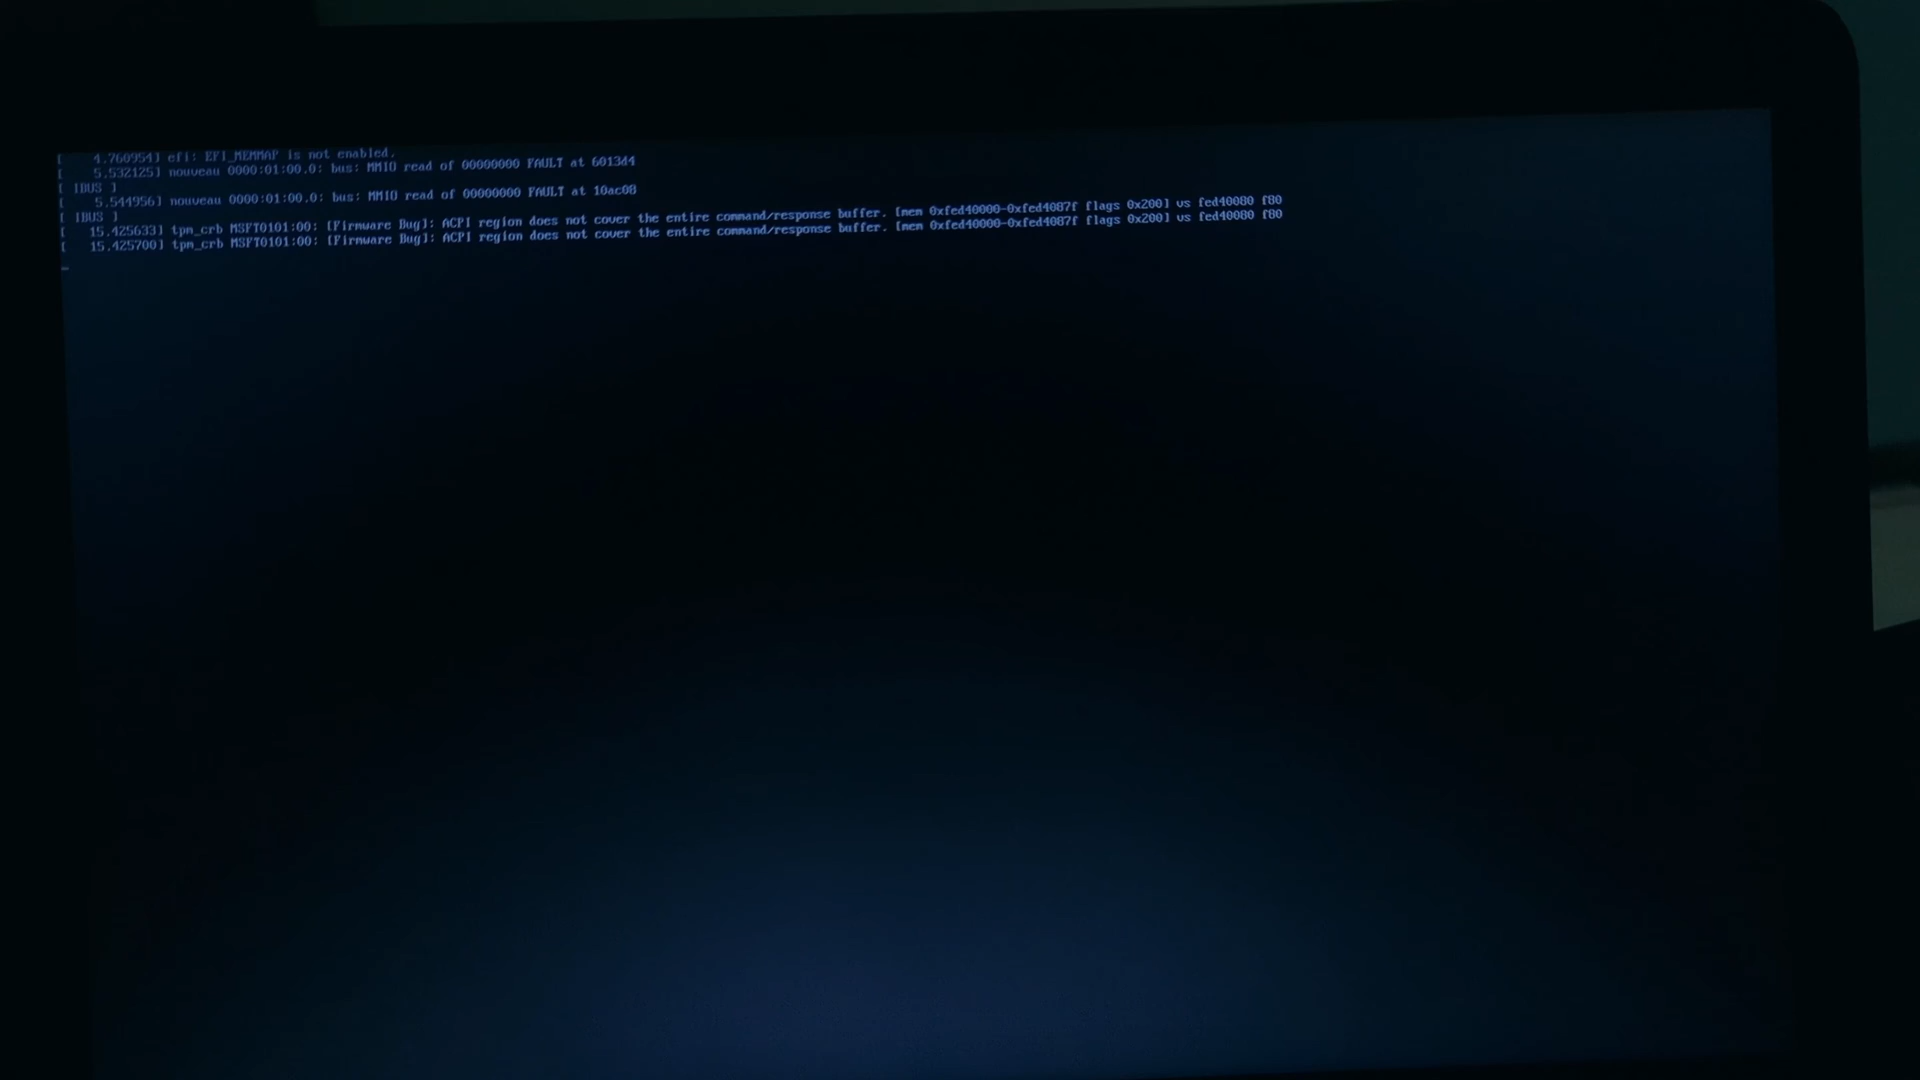 [    4.760954] efi: EFI_MEMMAP is not enabled.
[    5.532125] nouveau 0000:01:00.0: bus: MMIO read of 00000000 FAULT at 6013d4
[ IBUS ]
[    5.544956] nouveau 0000:01:00.0: bus: MMIO read of 00000000 FAULT at 10ac08
[ IBUS ]
[   15.425633] tpm_crb MSFT0101:00: [Firmware Bug]: ACPI region does not cover the entire command/response buffer. [mem 0xfed40000-0xfed4087f flags 0x200] vs fed40080 f80
[   15.425700] tpm_crb MSFT0101:00: [Firmware Bug]: ACPI region does not cover the entire command/response buffer. [mem 0xfed40000-0xfed4087f flags 0x200] vs fed40080 f80